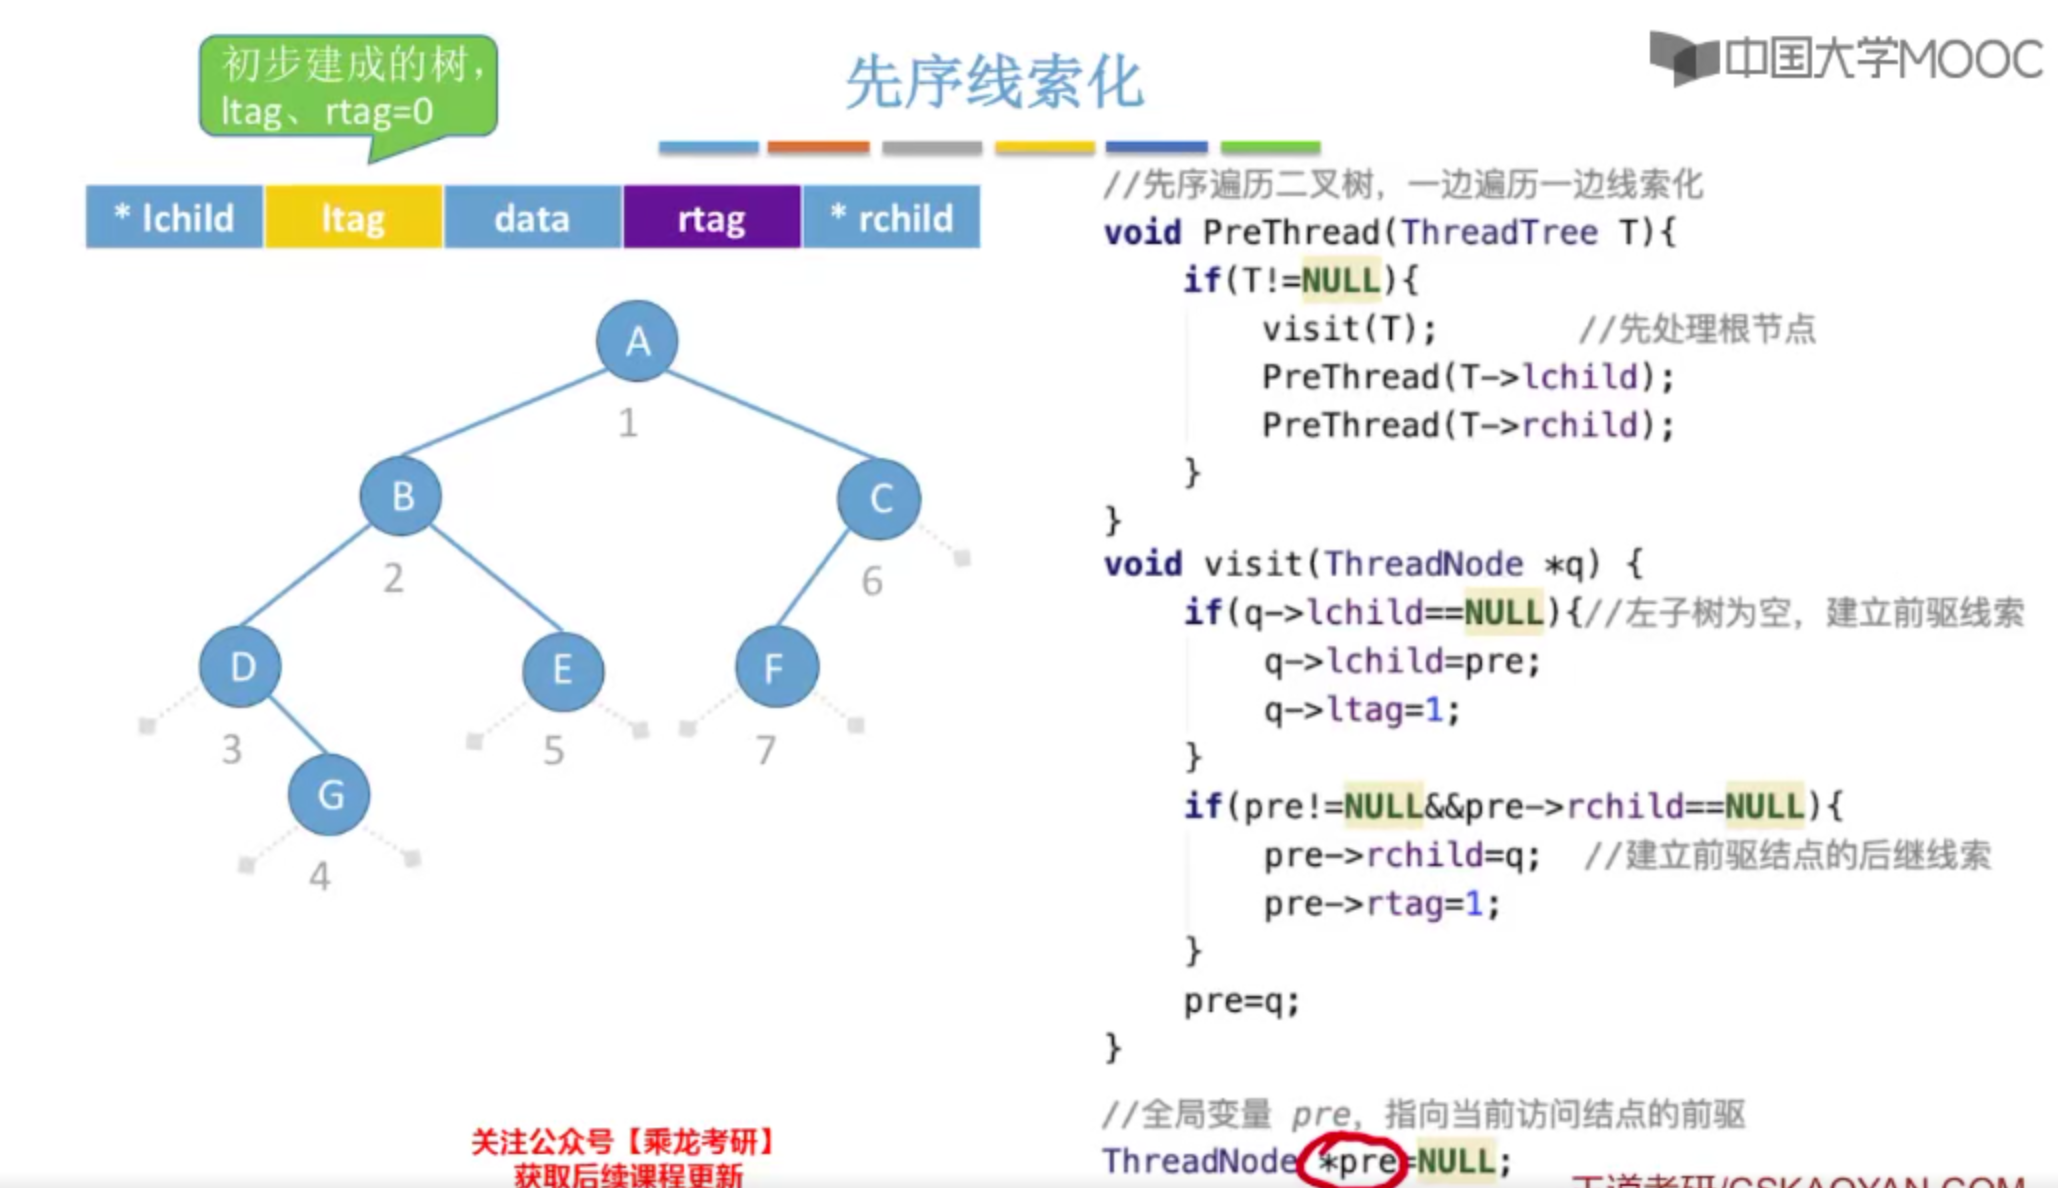 初步建成的树，
ltag、rtag=0
先序线索化
中国大学MOOC
* lchild ltag data rtag * rchild
A
1
B
C
2
6
D
E
F
3
5
7
G
4
//先序遍历二叉树，一边遍历一边线索化
void PreThread(ThreadTree T){
if(T!=NULL){
visit(T); //先处理根节点
PreThread(T->lchild);
PreThread(T->rchild);
}
}
void visit(ThreadNode *q) {
if(q->lchild==NULL){//左子树为空，建立前驱线索
q->lchild=pre;
q->ltag=1;
}
if(pre!=NULL&&pre->rchild==NULL){
pre->rchild=q; //建立前驱结点的后继线索
pre->rtag=1;
}
pre=q;
}
//全局变量 pre，指向当前访问结点的前驱
ThreadNode *pre=NULL;
关注公众号【乘龙考研】
获取后续课程更新
王道考研/CSKAOYAN.COM